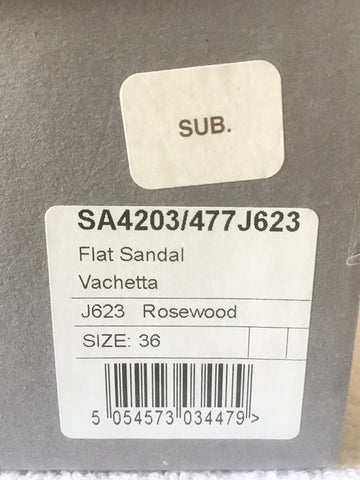 SUB.
SA4203/477J623
Flat Sandal
Vachetta
J623 Rosewood
SIZE: 36
5 054573 034479>